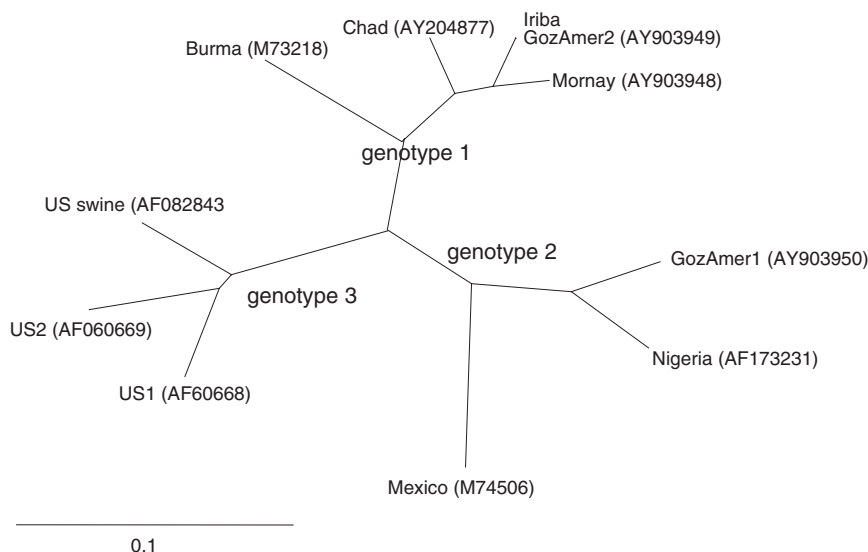 Iriba
Chad (AY204877)
GozAmer2 (AY903949)
Burma (M73218)
Mornay (AY903948)
genotype 1
US swine (AF082843
genotype 2
GozAmer1 (AY903950)
genotype 3
US2 (AF060669)
Nigeria (AF173231)
US1 (AF60668)
Mexico (M74506)
0.1